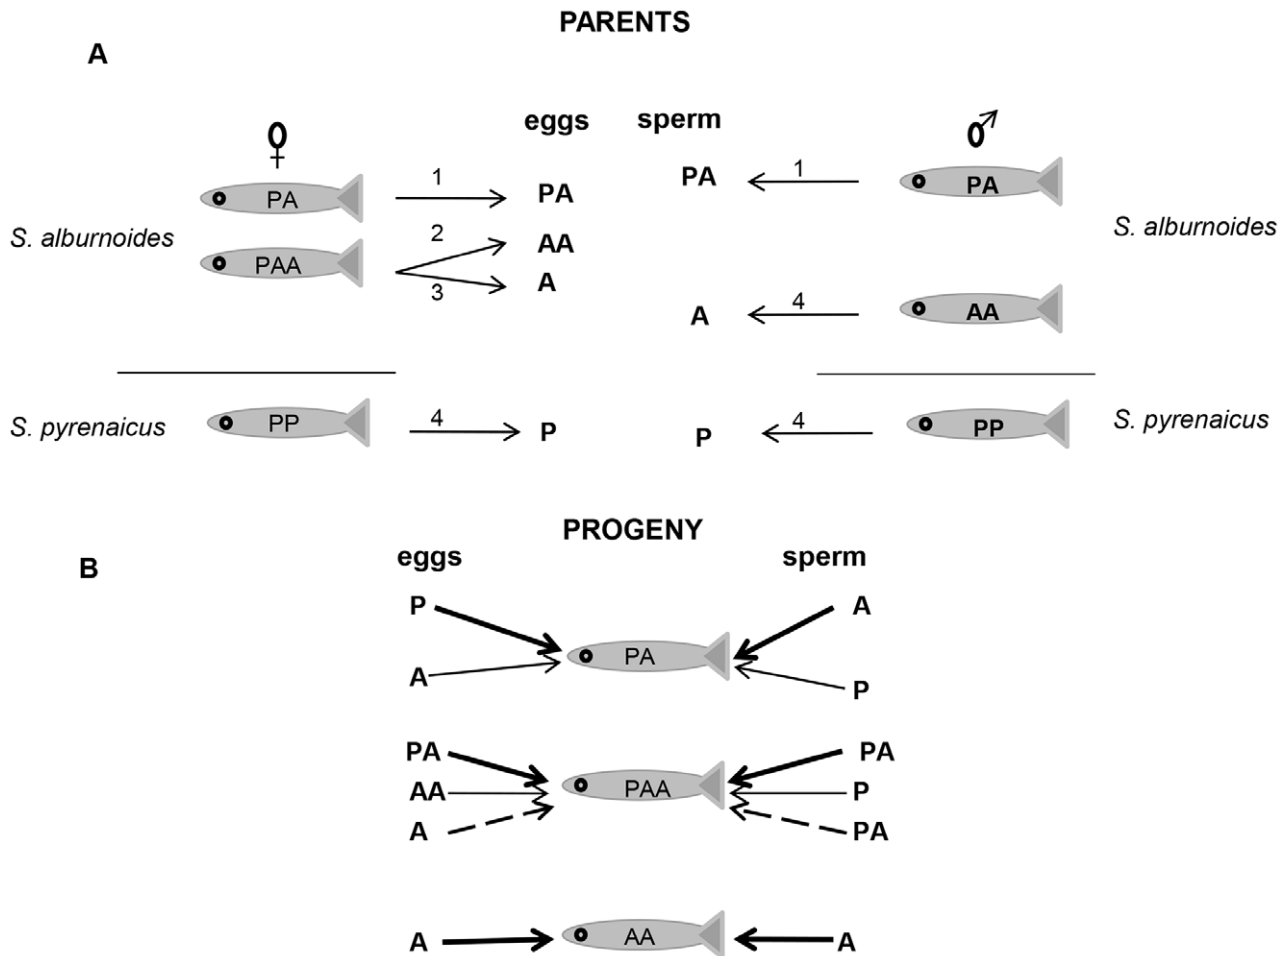 PARENTS
A
eggs sperm
PA 1 PA PA 1 PA
S. alburnoides 2 AA S. alburnoides
PAA 3 A A 4 AA
S. pyrenaicus PP 4 P P 4 PP S. pyrenaicus
PROGENY
B eggs sperm
P A
PA
A P
PA PA
AA PAA P
A PA
A AA A